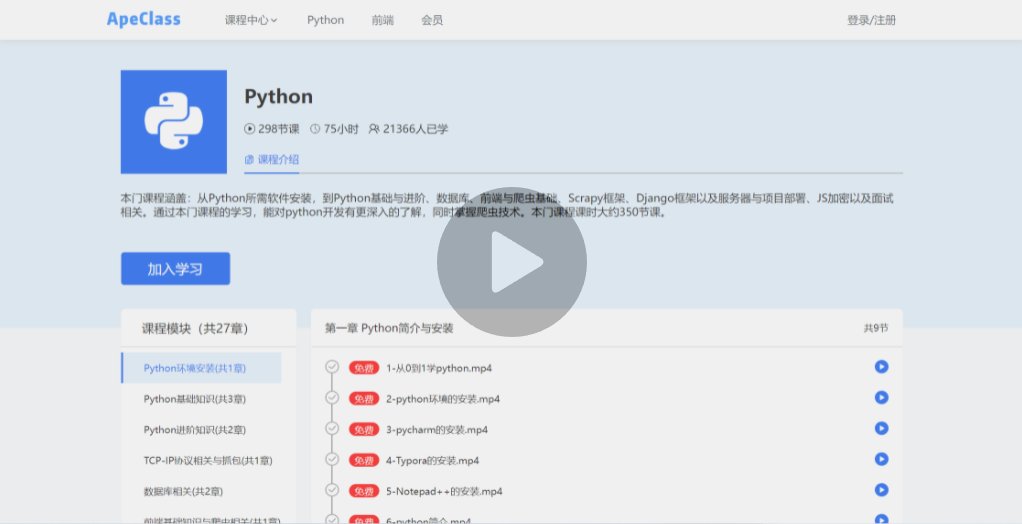 ApeClass 课程中心 Python 前端 会员 登录/注册
Python
298节课 75小时 21366人已学
课程介绍
本门课程涵盖：从Python所需软件安装，到Python基础与进阶、数据库、前端与爬虫基础、Scrapy框架、Django框架以及服务器与项目部署、JS加密以及面试
相关。通过本门课程的学习，能对python开发有更深入的了解，同时掌握爬虫技术。本门课程课时大约350节课。
加入学习
课程模块（共27章）
Python环境安装(共1章)
Python基础知识(共3章)
Python进阶知识(共2章)
TCP-IP协议相关与抓包(共1章)
数据库相关(共2章)
前端基础知识与爬虫相关(共1章)
第一章 Python简介与安装 共9节
免费 1-从0到1学python.mp4
免费 2-python环境的安装.mp4
免费 3-pycharm的安装.mp4
免费 4-Typora的安装.mp4
免费 5-Notepad++的安装.mp4
免费 6-python简介.mp4